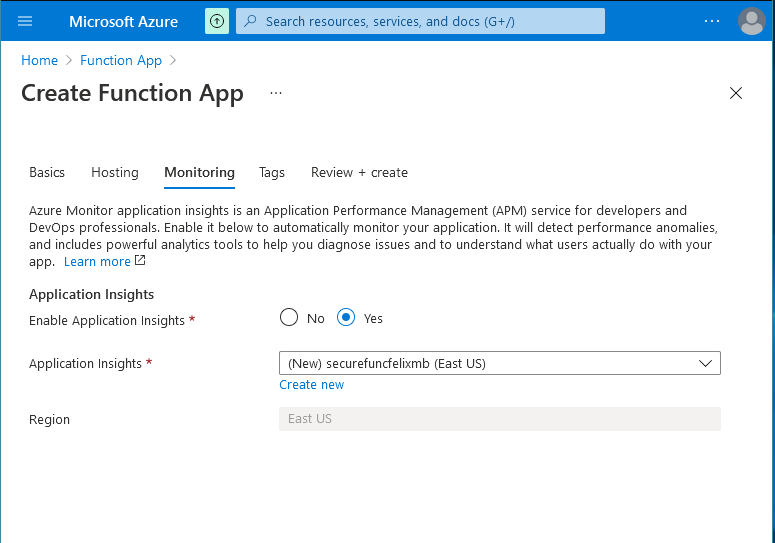 Microsoft Azure
Search resources, services, and docs (G+/)
...
Home > Function App >
Create Function App ...
Basics Hosting Monitoring Tags Review + create
Azure Monitor application insights is an Application Performance Management (APM) service for developers and
DevOps professionals. Enable it below to automatically monitor your application. It will detect performance anomalies,
and includes powerful analytics tools to help you diagnose issues and to understand what users actually do with your
app. Learn more
Application Insights
Enable Application Insights * No Yes
Application Insights * (New) securefuncfelixmb (East US)
Create new
Region East US